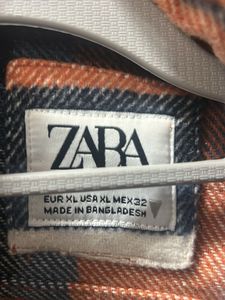 ZARA
EUR XL USA XL MEX 32
MADE IN BANGLADESH